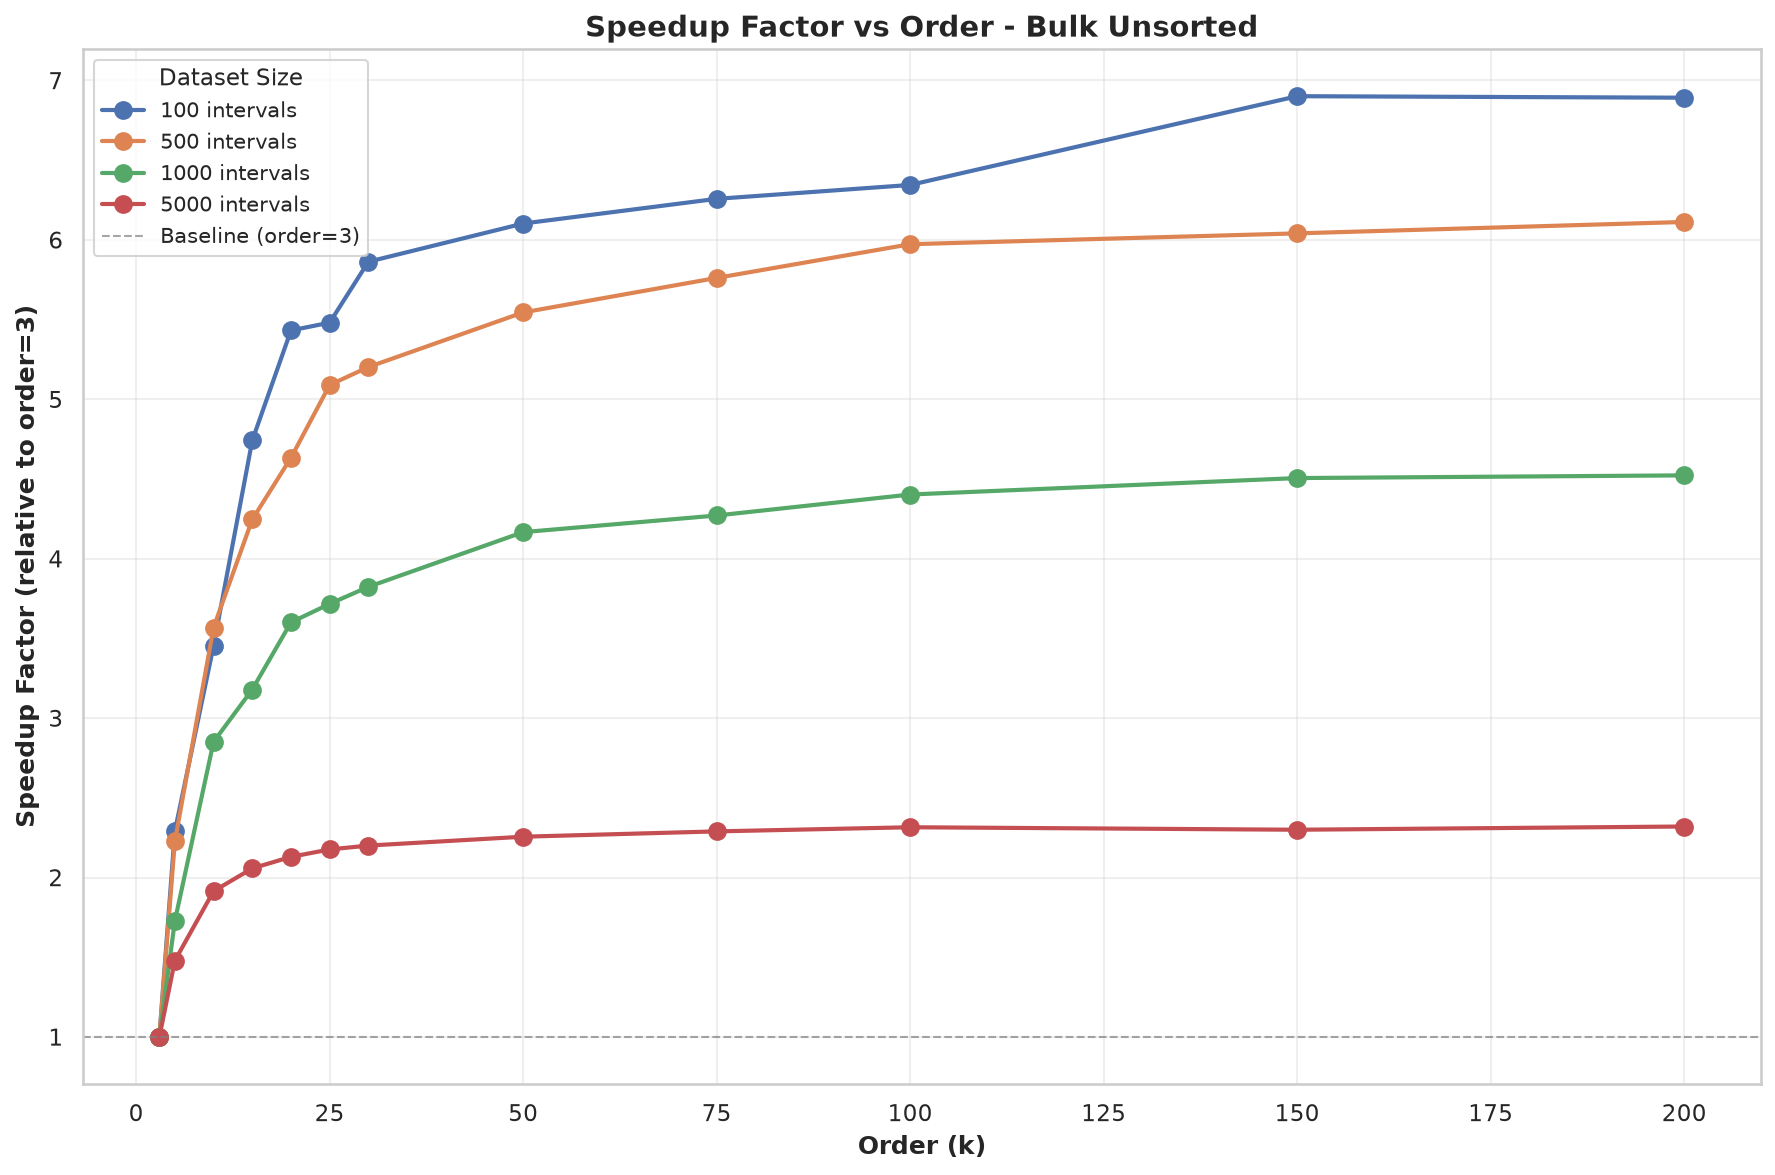 Speedup Factor vs Order - Bulk Unsorted
Dataset Size
100 intervals
500 intervals
1000 intervals
5000 intervals
Baseline (order=3)
Speedup Factor (relative to order=3)
7
6
5
4
3
2
1
0 25 50 75 100 125 150 175 200
Order (k)